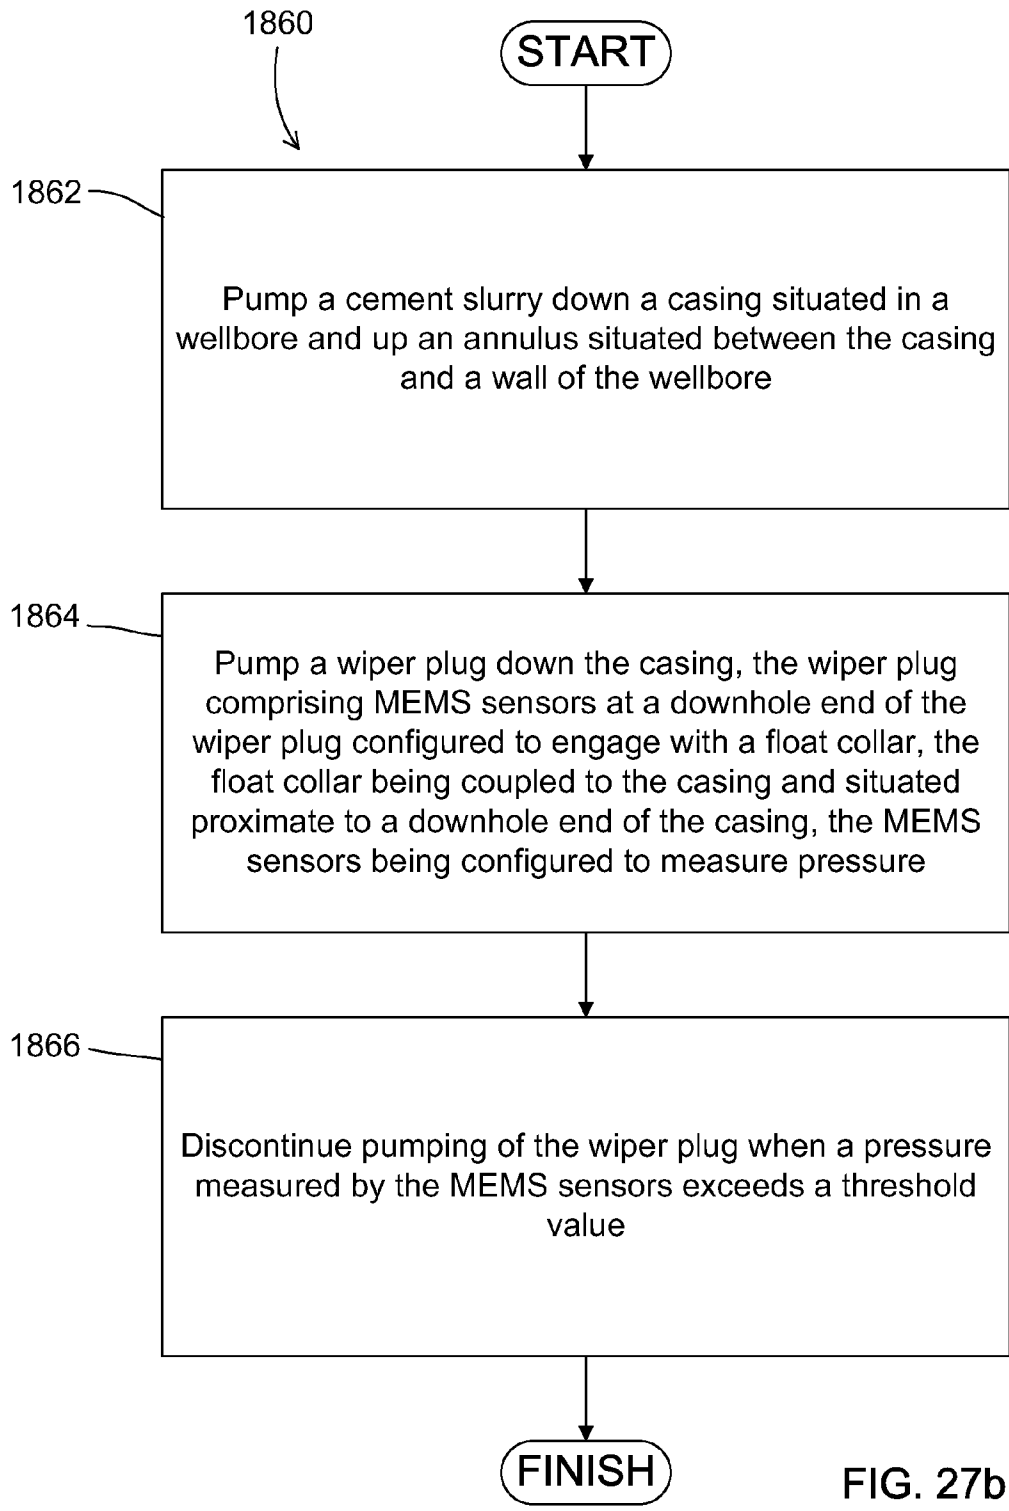 1860
START
1862
Pump a cement slurry down a casing situated in a
wellbore and up an annulus situated between the casing
and a wall of the wellbore
1864
Pump a wiper plug down the casing, the wiper plug
comprising MEMS sensors at a downhole end of the
wiper plug configured to engage with a float collar, the
float collar being coupled to the casing and situated
proximate to a downhole end of the casing, the MEMS
sensors being configured to measure pressure
1866
Discontinue pumping of the wiper plug when a pressure
measured by the MEMS sensors exceeds a threshold
value
FINISH
FIG. 27b